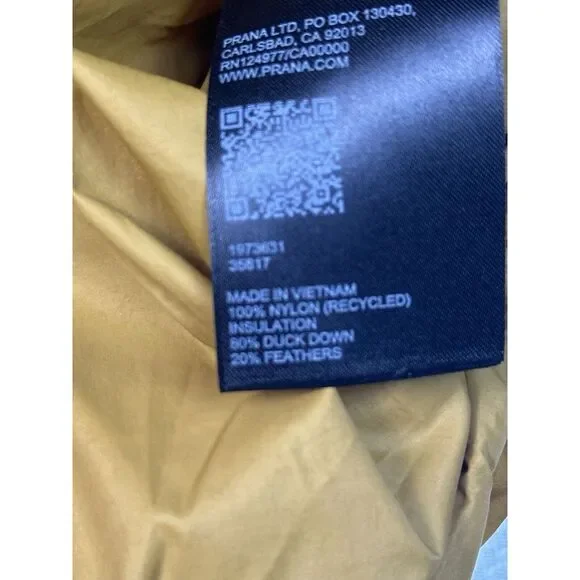 PRANA LTD, PO BOX 130430,
CARLSBAD, CA 92013
RN124977/CA00000
WWW.PRANA.COM
1973631
35817
MADE IN VIETNAM
100% NYLON (RECYCLED)
INSULATION
80% DUCK DOWN
20% FEATHERS